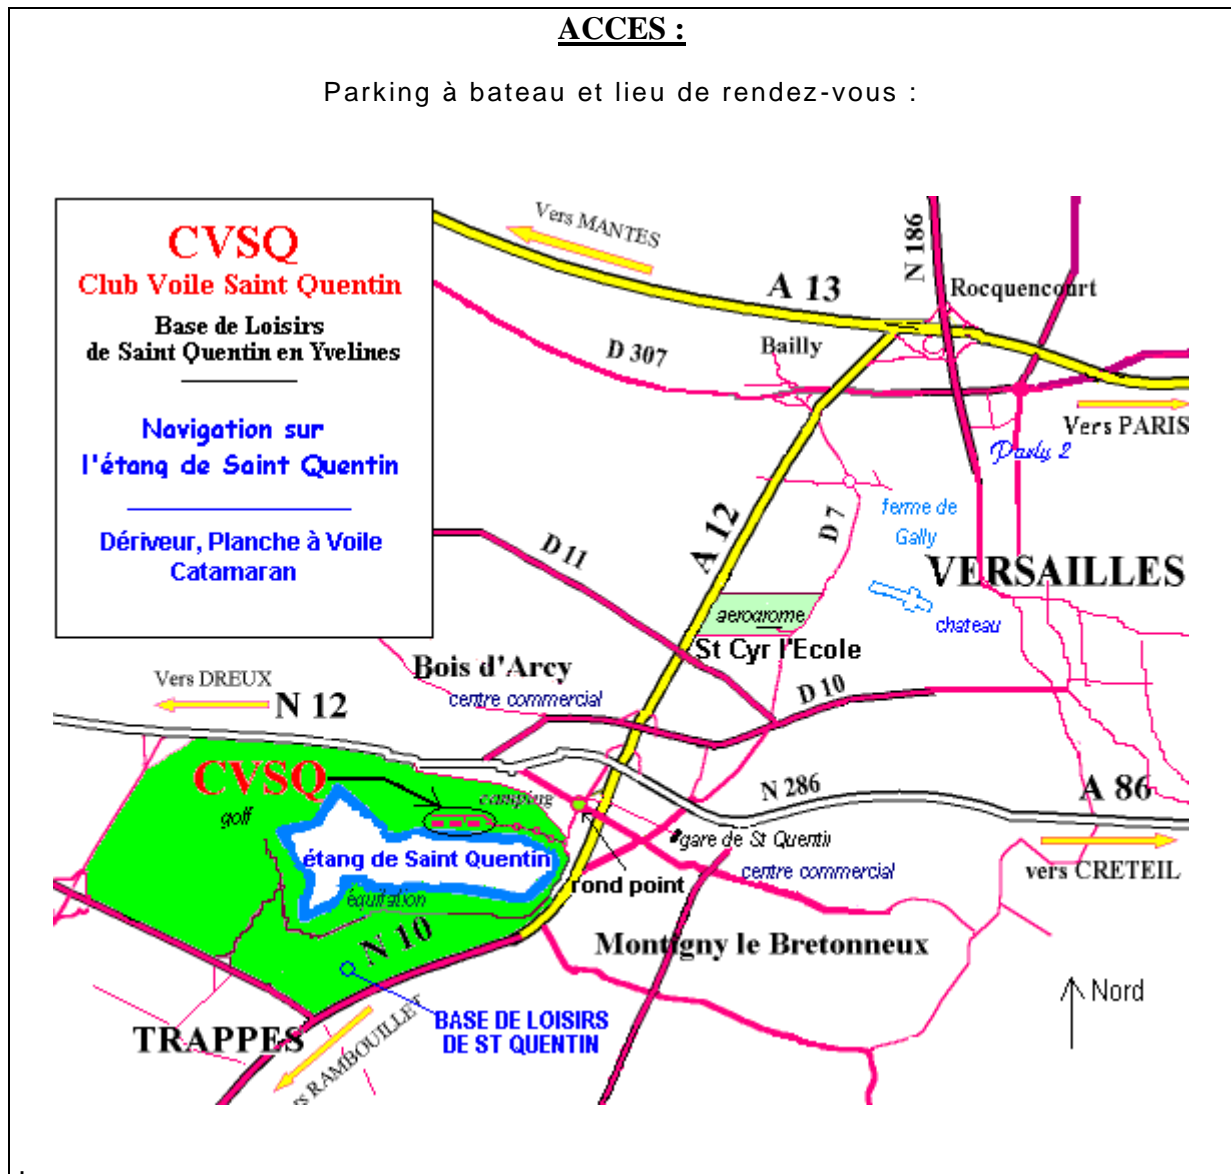 ACCES :
Parking à bateau et lieu de rendez-vous :
CVSQ
Club Voile Saint Quentin
Base de Loisirs
de Saint Quentin en Yvelines
Navigation sur
l'étang de Saint Quentin
Dériveur, Planche à Voile
Catamaran
Vers MANTES
A 13
N 186
Rocquencourt
D 307
Bailly
Vers PARIS
Parly 2
A 12
D 7
ferme de
Gally
D 11
VERSAILLES
aerodrome
chateau
St Cyr l'Ecole
Bois d'Arcy
Vers DREUX
N 12
centre commercial
D 10
CVSQ
golf
camping
N 286
A 86
gare de St Quentin
étang de Saint Quentin
rond point
centre commercial
vers CRETEIL
équitation
N 10
Montigny le Bretonneux
Nord
TRAPPES
BASE DE LOISIRS
DE ST QUENTIN
rs RAMBOUILLET
.